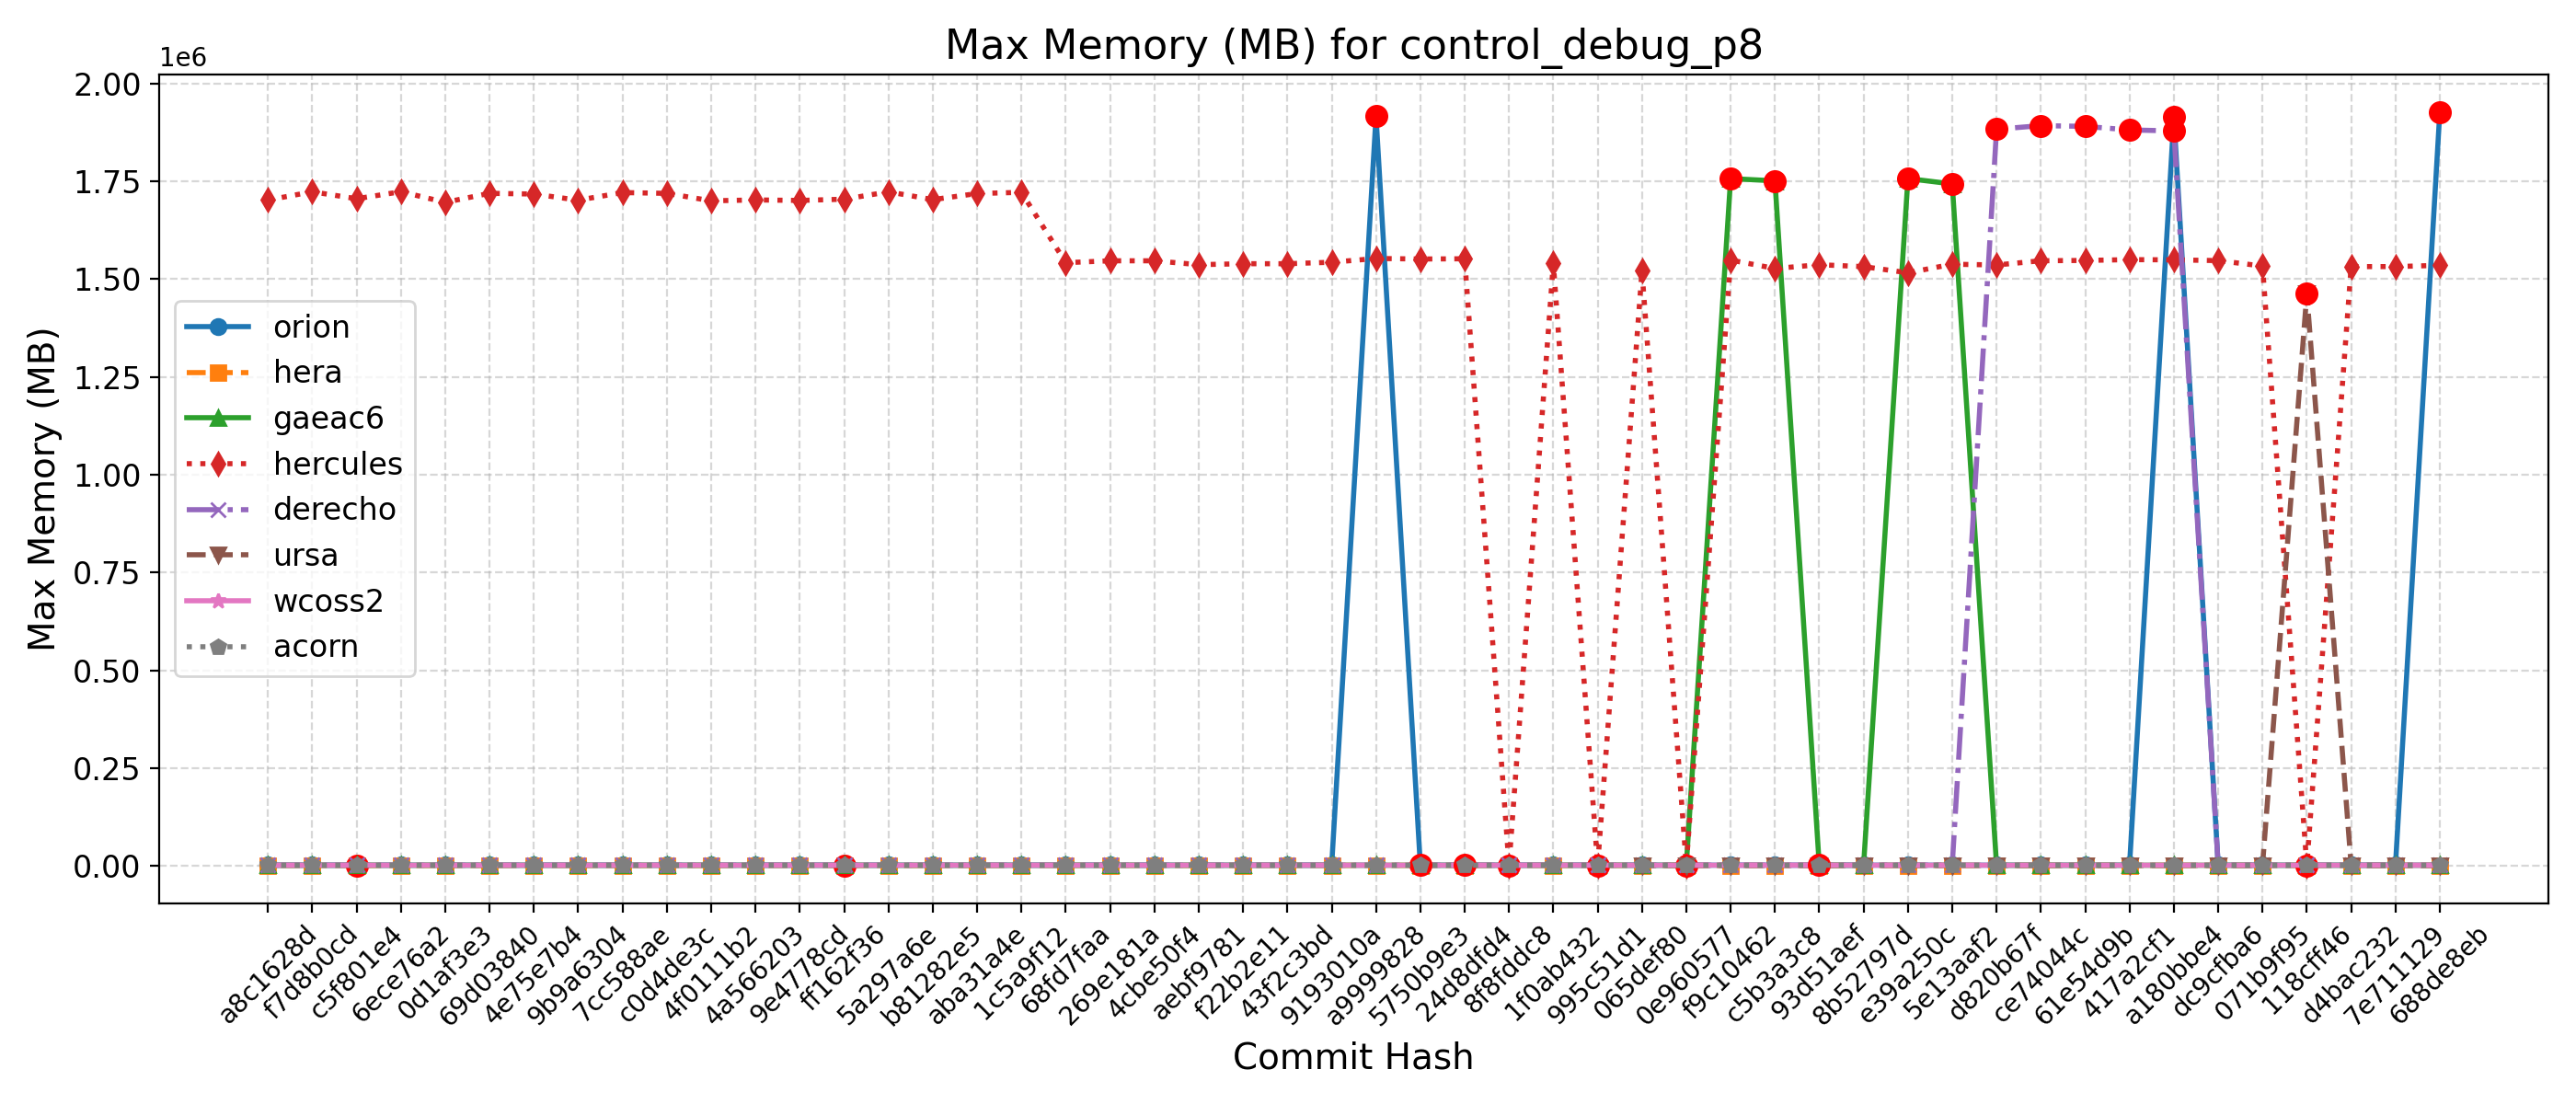 Max Memory (MB) for control_debug_p8
1e6
2.00
1.75
1.50
1.25
1.00
0.75
0.50
0.25
0.00
Max Memory (MB)
orion
hera
gaeac6
hercules
derecho
ursa
wcoss2
acorn
a8c1628d
f7d8b0cd
c5f801e4
6ece76a2
0d1af3e3
69d03840
4e75e7b4
9b9a6304
7cc588ae
c0d4de3c
4f0111b2
4a566203
9e4778cd
ff162f36
5a297a6e
b81282e5
aba31a4e
1c5a9f12
68fd7faa
269e181a
4cbe50f4
aebf9781
f22b2e11
43f2c3bd
9193010a
a9999828
5750b9e3
24d8dfd4
8f8fddc8
1f0ab432
995c51d1
065def80
0e960577
f9c10462
c5b3a3c8
93d51aef
8b52797d
e39a250c
5e13aaf2
d820b67f
ce74044c
61e54d9b
417a2cf1
a180bbe4
dc9cfba6
071b9f95
118cff46
d4bac232
7e711129
688de8eb
Commit Hash